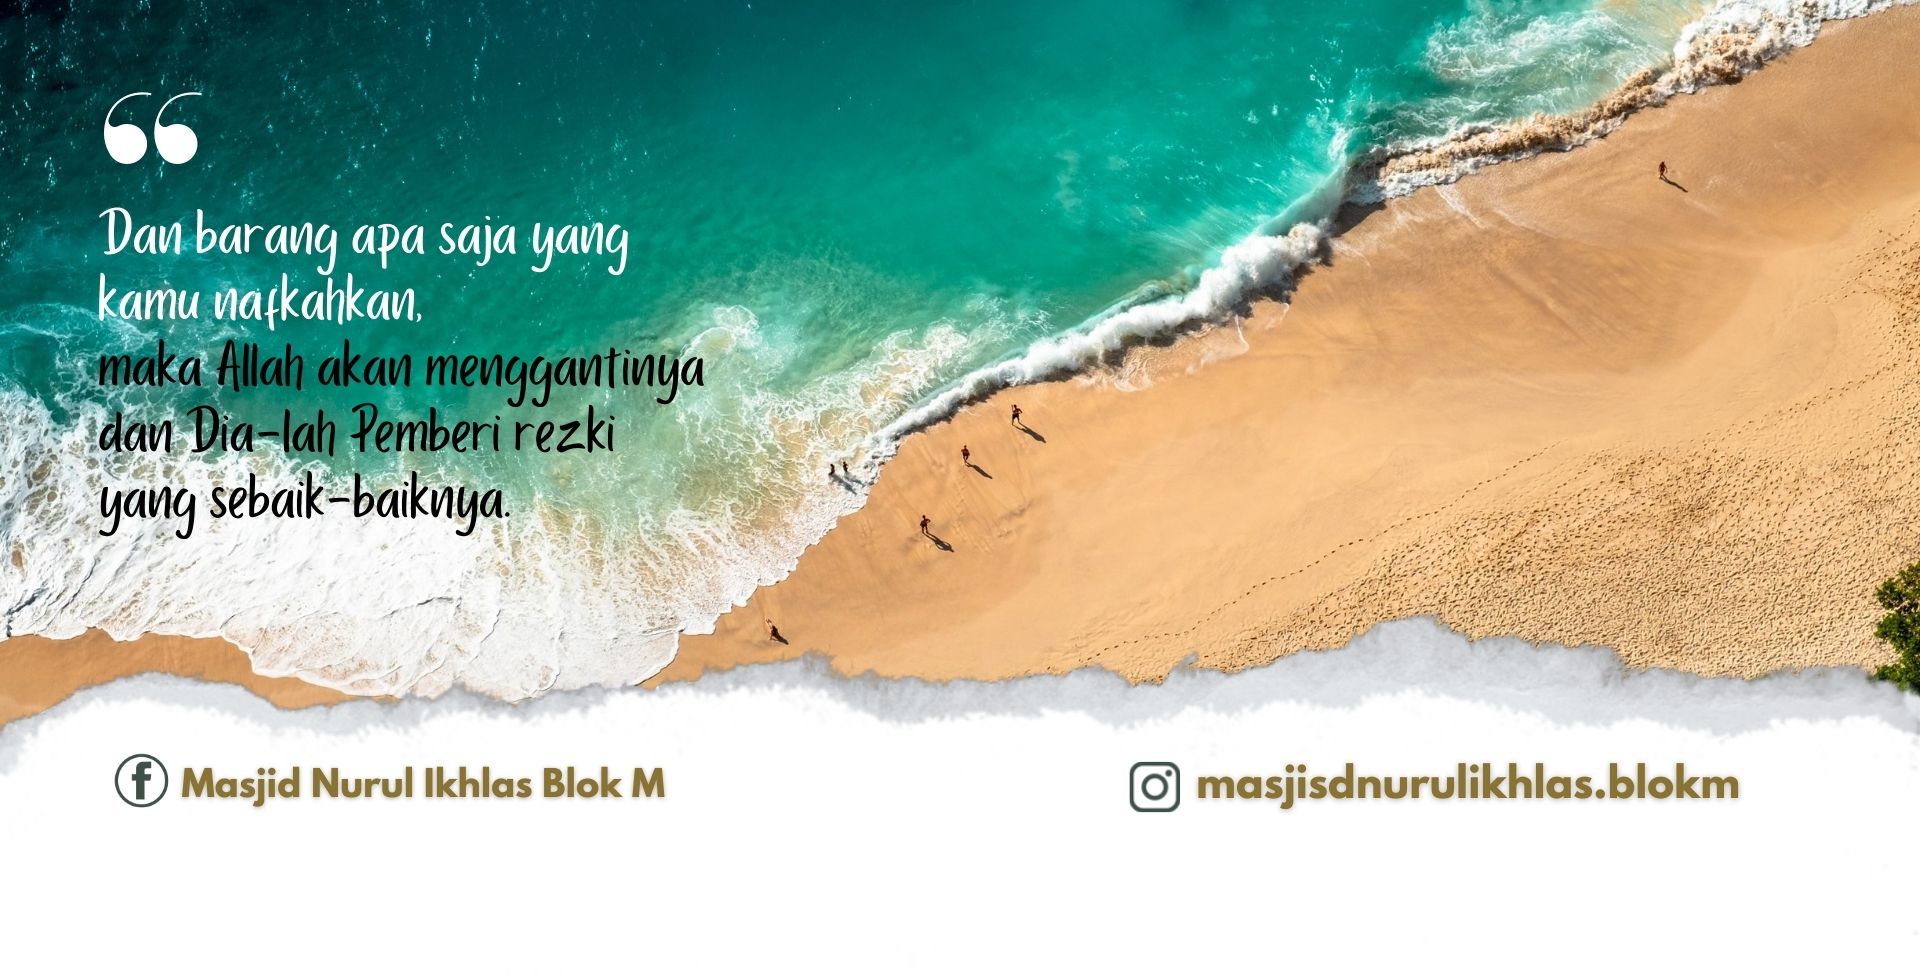 Dan barang apa saja yang
kamu nafkahkan,
maka Allah akan menggantinya
dan Dia-lah Pemberi rezki
yang sebaik-baiknya.
Masjid Nurul Ikhlas Blok M
masjisdnurulikhlas.blokm